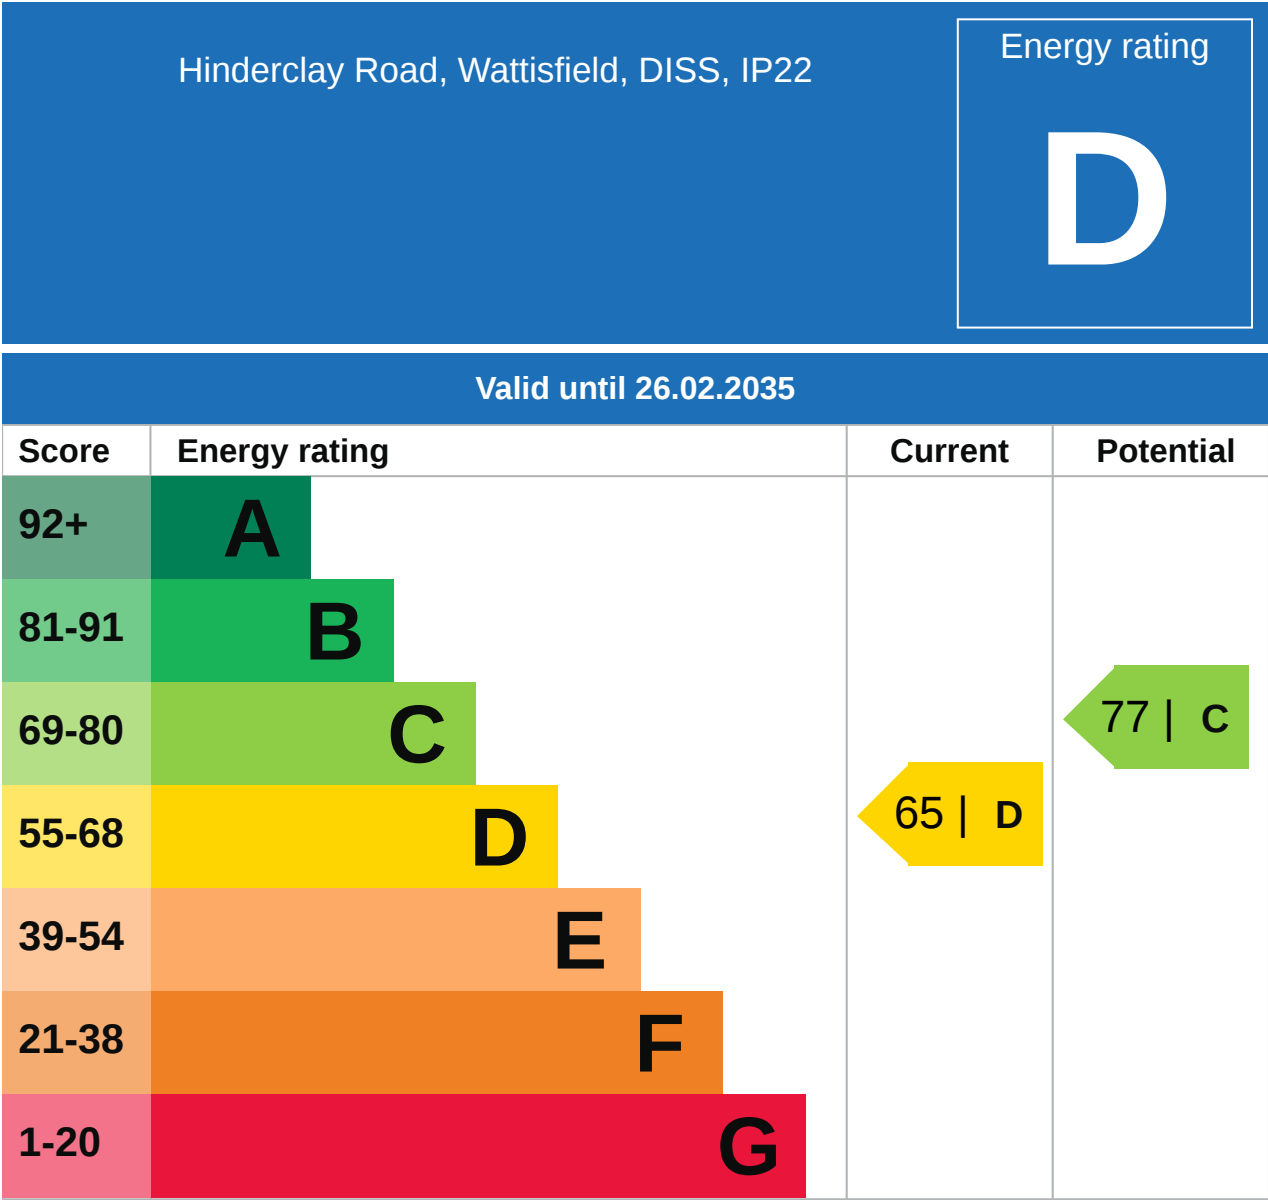 Hinderclay Road, Wattisfield, DISS, IP22
Energy rating
D
Valid until 26.02.2035
Score Energy rating Current Potential
92+ A
81-91 B
69-80 C
77 | C
55-68 D
65 | D
39-54 E
21-38 F
1-20 G